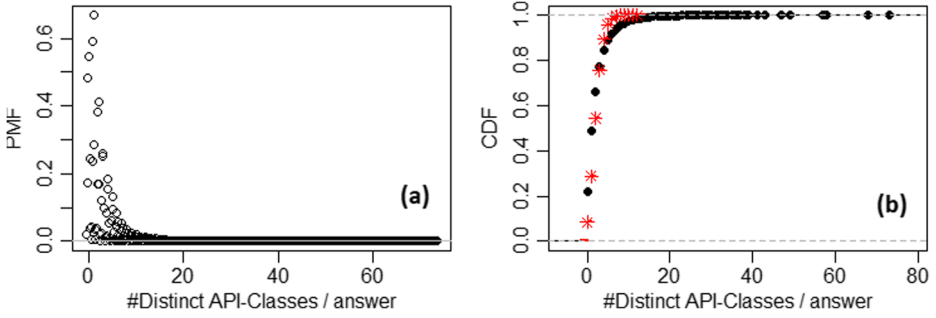 PMF
0.0
0.2
0.4
0.6
(a)
0 20 40 60
#Distinct API-Classes / answer
CDF
0.0 0.2 0.4 0.6 0.8 1.0
(b)
0 20 40 60 80
#Distinct API-Classes / answer